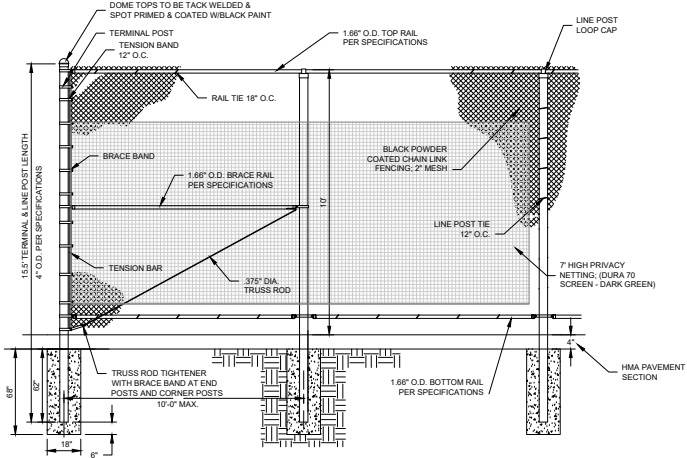 DOME TOPS TO BE TACK WELDED &
SPOT PRIMED & COATED W/BLACK PAINT
TERMINAL POST
TENSION BAND
12" O.C.
1.66" O.D. TOP RAIL
PER SPECIFICATIONS
LINE POST
LOOP CAP
RAIL TIE 18" O.C.
BRACE BAND
1.66" O.D. BRACE RAIL
PER SPECIFICATIONS
BLACK POWDER
COATED CHAIN LINK
FENCING; 2" MESH
15.5' TERMINAL & LINE POST LENGTH
4" O.D. PER SPECIFICATIONS
10'
LINE POST TIE
12" O.C.
TENSION BAR
.375" DIA.
TRUSS ROD
7' HIGH PRIVACY
NETTING; (DURA 70
SCREEN - DARK GREEN)
4"
HMA PAVEMENT
SECTION
TRUSS ROD TIGHTENER
WITH BRACE BAND AT END
POSTS AND CORNER POSTS
10'-0" MAX.
1.66" O.D. BOTTOM RAIL
PER SPECIFICATIONS
68"
62'
18"
6"